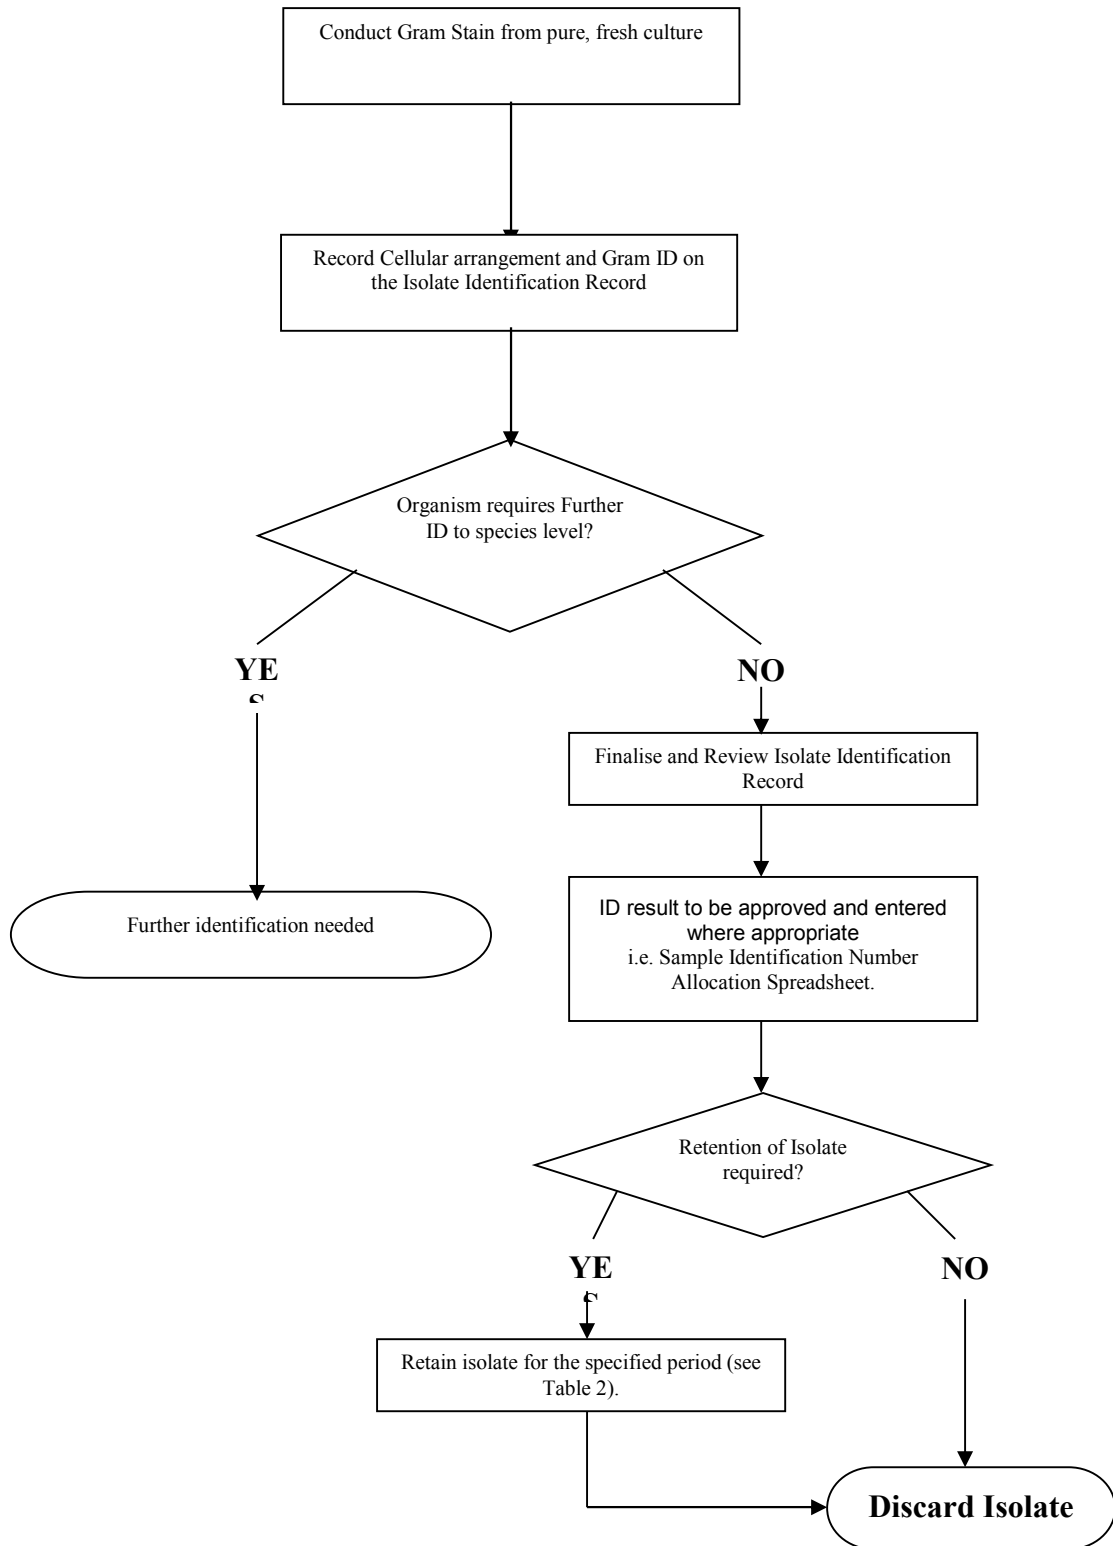 Conduct Gram Stain from pure, fresh culture
Record Cellular arrangement and Gram ID on
the Isolate Identification Record
Organism requires Further
ID to species level?
YE
S
NO
Finalise and Review Isolate Identification
Record
Further identification needed
ID result to be approved and entered
where appropriate
i.e. Sample Identification Number
Allocation Spreadsheet.
Retention of Isolate
required?
YE
S
NO
Retain isolate for the specified period (see
Table 2).
Discard Isolate